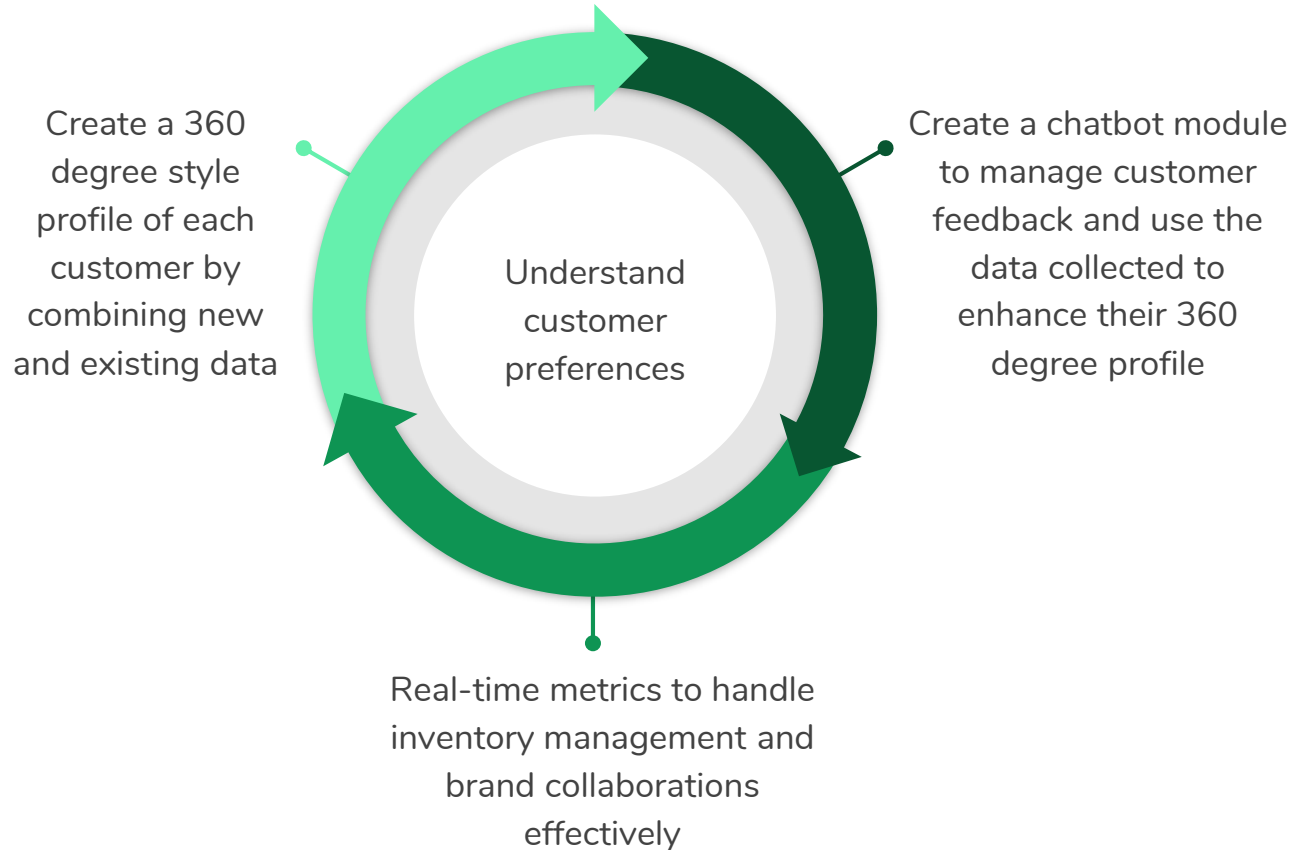 Create a 360
degree style
profile of each
customer by
combining new
and existing data
Understand
customer
preferences
Create a chatbot module
to manage customer
feedback and use the
data collected to
enhance their 360
degree profile
Real-time metrics to handle
inventory management and
brand collaborations
effectively